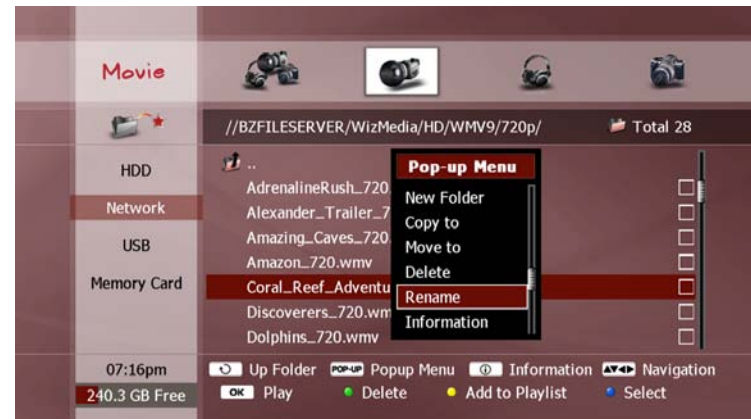 Movie
//BZFILESERVER/WizMedia/HD/WMV9/720p/ Total 28
HDD
Network
USB
Memory Card
..
AdrenalineRush_720
Alexander_Trailer_7
Amazing_Caves_720
Amazon_720.wmv
Coral_Reef_Adventu
Discoverers_720.wm
Dolphins_720.wmv
Pop-up Menu
New Folder
Copy to
Move to
Delete
Rename
Information
07:16pm
240.3 GB Free
Up Folder POP-UP Popup Menu Information Navigation
OK Play Delete Add to Playlist Select